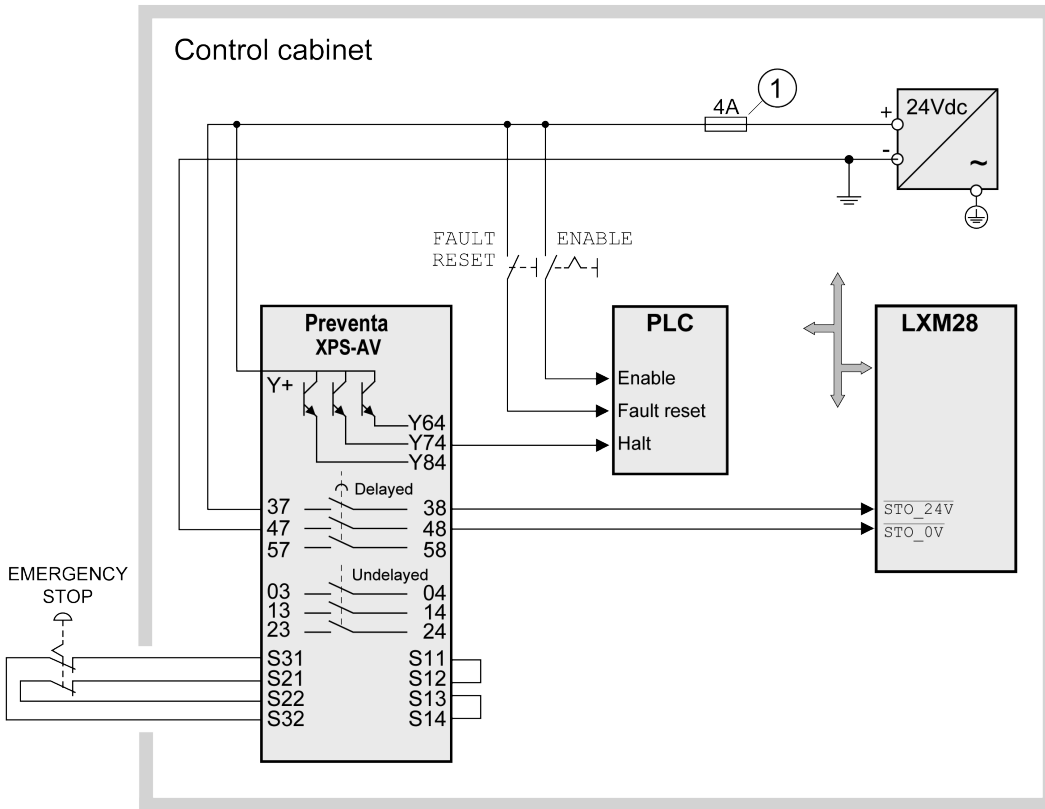 Control cabinet
1
4A
+
24Vdc
-
~
FAULT
RESET
ENABLE
Preventa
XPS-AV
PLC
LXM28
Y+
Enable
Y64
Fault reset
Y74
Halt
Y84
Delayed
37
38
STO_24V
47
48
STO_0V
57
58
EMERGENCY
STOP
Undelayed
03
04
13
14
23
24
S31
S11
S21
S12
S22
S13
S32
S14